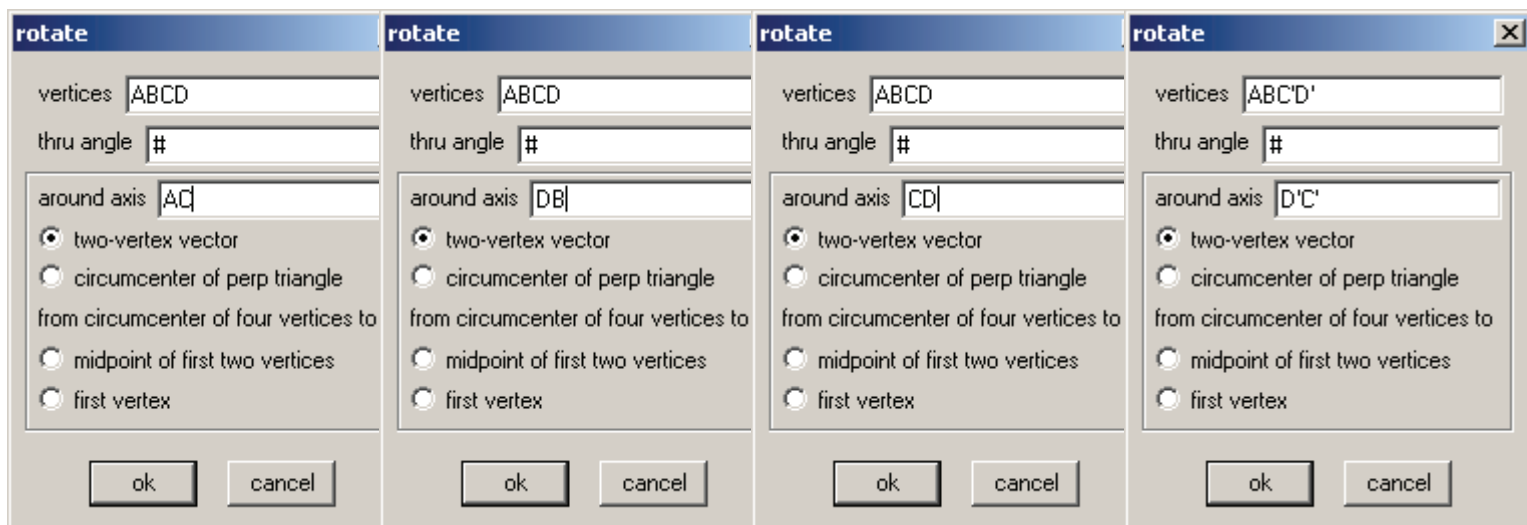 rotate
vertices ABCD
thru angle #
around axis AC
two-vertex vector
circumcenter of perp triangle
from circumcenter of four vertices to
midpoint of first two vertices
first vertex
ok cancel
rotate
vertices ABCD
thru angle #
around axis DB
two-vertex vector
circumcenter of perp triangle
from circumcenter of four vertices to
midpoint of first two vertices
first vertex
ok cancel
rotate
vertices ABCD
thru angle #
around axis CD
two-vertex vector
circumcenter of perp triangle
from circumcenter of four vertices to
midpoint of first two vertices
first vertex
ok cancel
rotate
vertices ABC'D'
thru angle #
around axis D'C'
two-vertex vector
circumcenter of perp triangle
from circumcenter of four vertices to
midpoint of first two vertices
first vertex
ok cancel